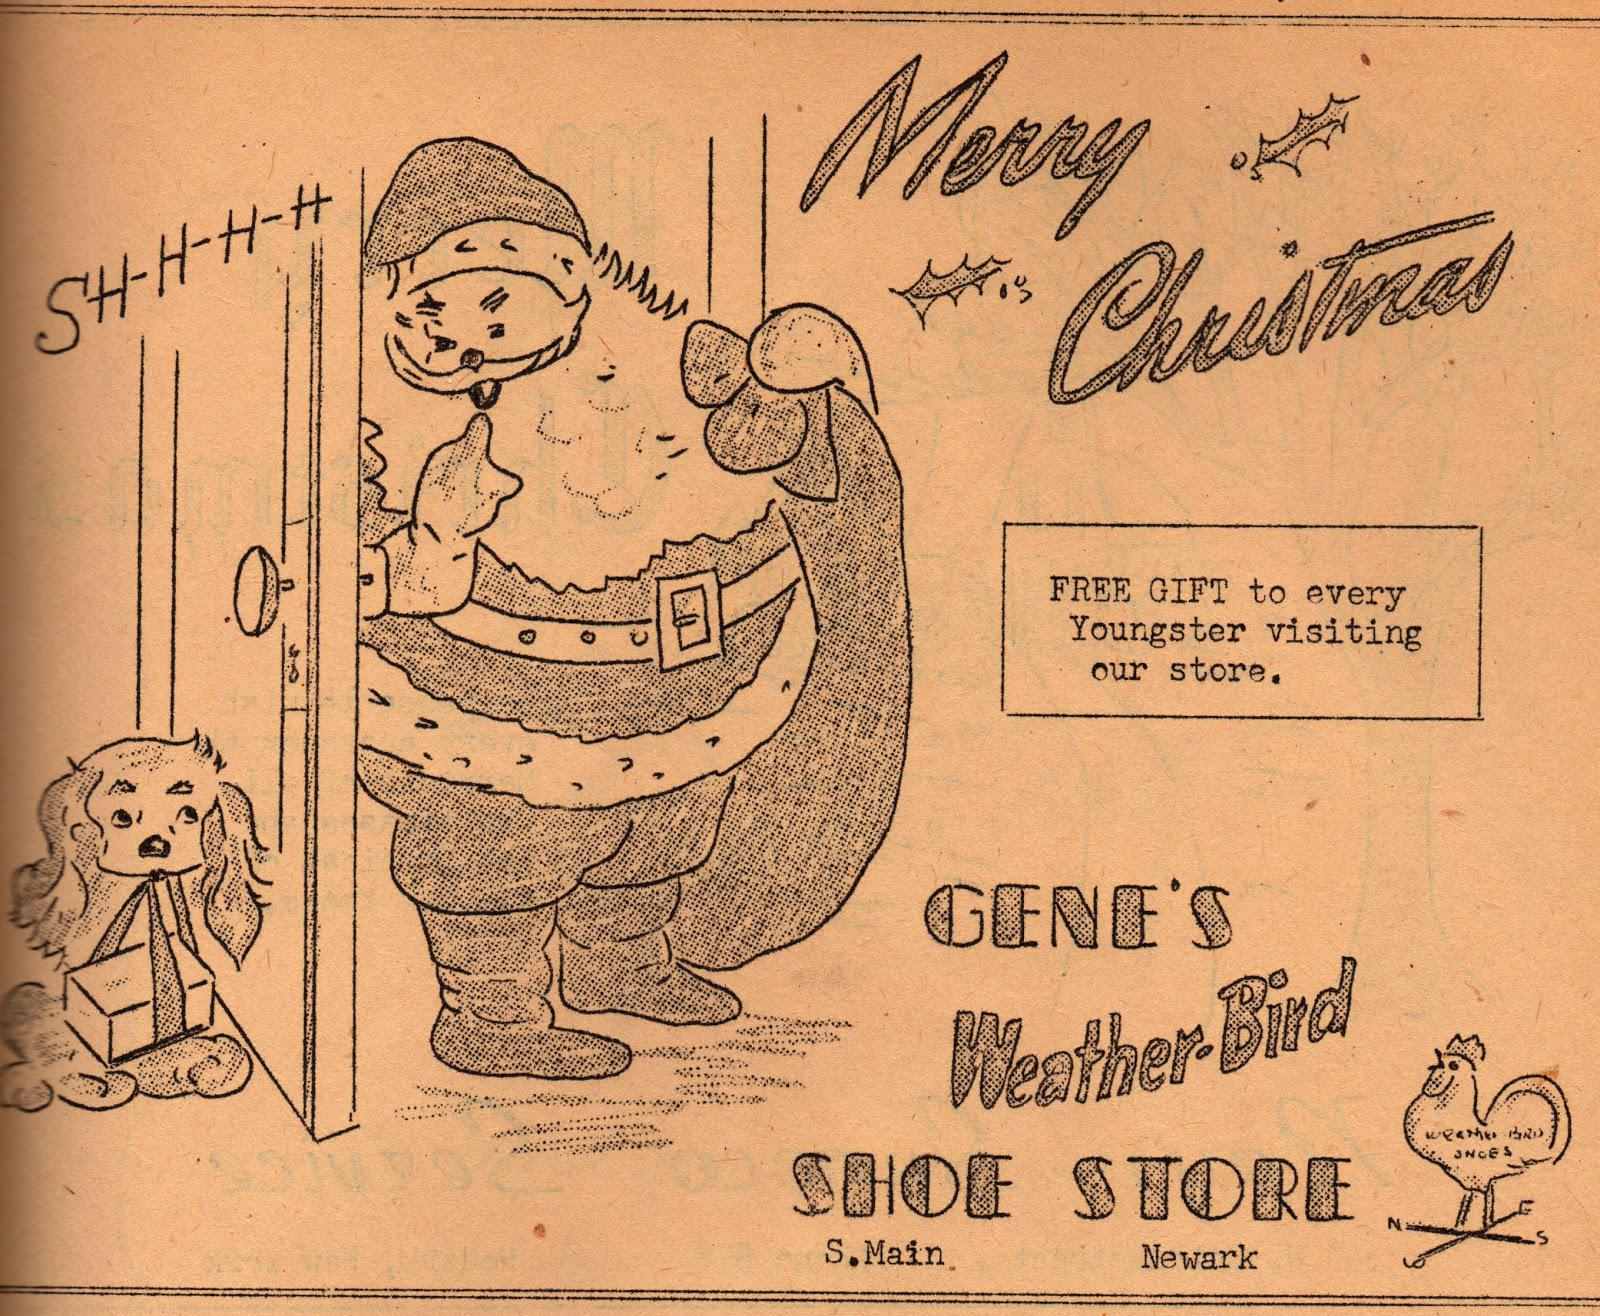 SH-H-H-H
Merry
Christmas
FREE GIFT to every
Youngster visiting
our store.
GENE'S
Weather-Bird
SHOE STORE
S.Main
Newark
WEATHER BIRD
SHOES
N
E
S